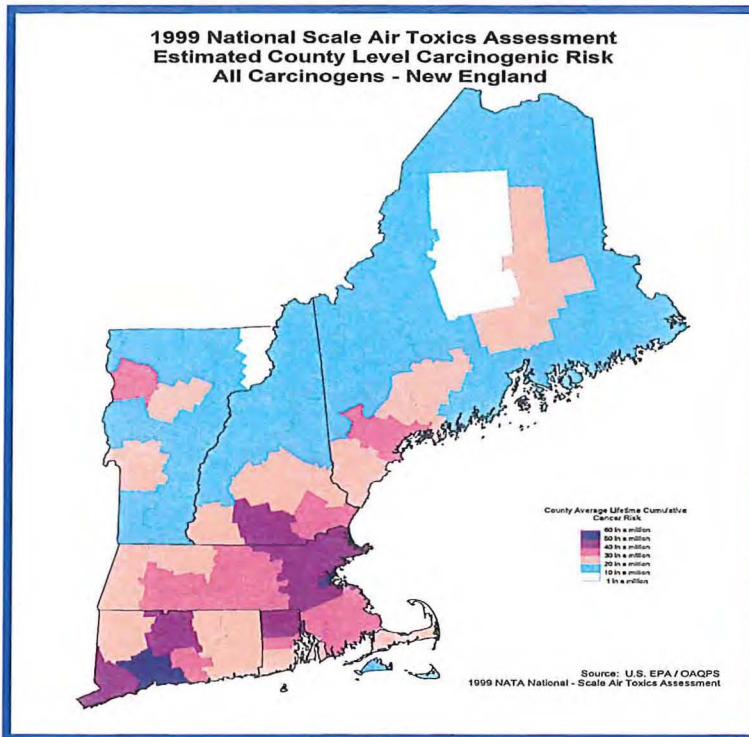 1999 National Scale Air Toxics Assessment
Estimated County Level Carcinogenic Risk
All Carcinogens - New England
County Average Lifetime Cumulative
Cancer Risk
60 in a million
50 in a million
40 in a million
30 in a million
20 in a million
10 in a million
1 in a million
Source: U.S. EPA / OAQPS
1999 NATA National - Scale Air Toxics Assessment